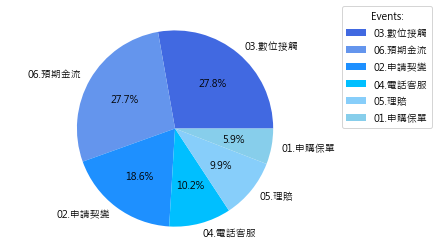 Events:
03.數位接觸
06.預期金流
02.申請契變
04.電話客服
05.理賠
01.申購保單
03.數位接觸
27.8%
06.預期金流
27.7%
02.申請契變
18.6%
04.電話客服
10.2%
05.理賠
9.9%
01.申購保單
5.9%